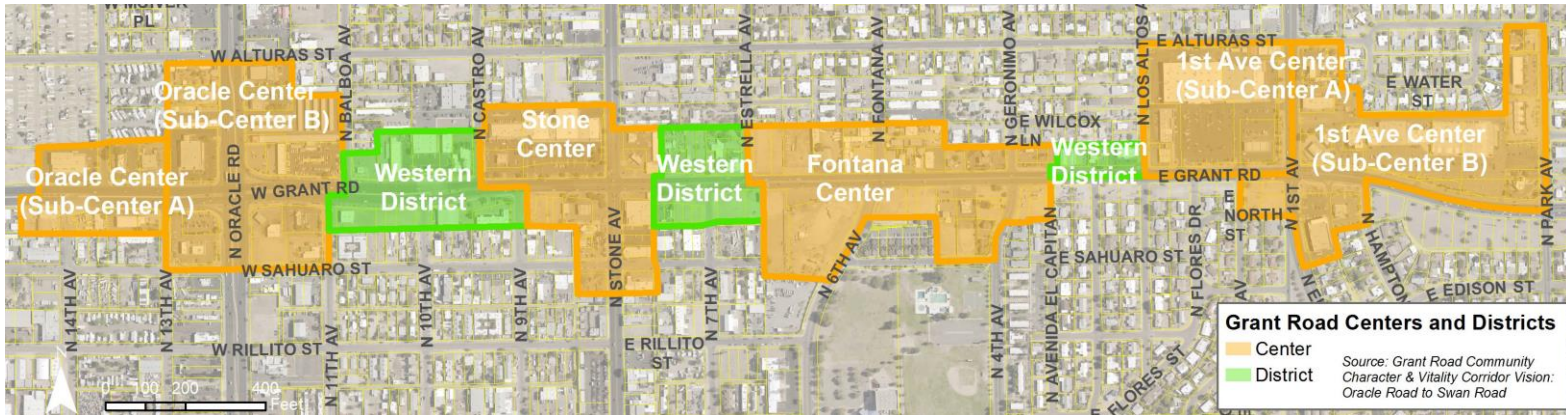 W MCIVER
PL
W ALTURAS ST
N BALBOA AV
N CASTRO AV
N ESTRELLA AV
N FONTANA AV
N GERONIMO AV
N LOS ALTOS A
E ALTURAS ST
1st Ave Center
(Sub-Center A)
E WATER
ST
Oracle Center
(Sub-Center B)
Stone
Center
E WILCOX
LN
1st Ave Center
(Sub-Center B)
Oracle Center
(Sub-Center A)
N ORACLE RD
W GRANT RD
Western
District
Western
District
Fontana
Center
Western
District
E GRANT RD
N 1ST AV
N PARK AV
E
NORTH
ST
N 14TH AV
N 13TH AV
W SAHUARO ST
N 11TH AV
N 10TH AV
N 9TH AV
N STONE AV
N 7TH AV
N 6TH AV
N 4TH AV
N AVENIDA EL CAPITAN
E SAHUARO ST
N FLORES DR
N HAMPTON
E EDISON ST
W RILLITO ST
E RILLITO
ST
E FLORES ST
0 100 200 400
Feet
Grant Road Centers and Districts
Center
District
Source: Grant Road Community
Character & Vitality Corridor Vision:
Oracle Road to Swan Road